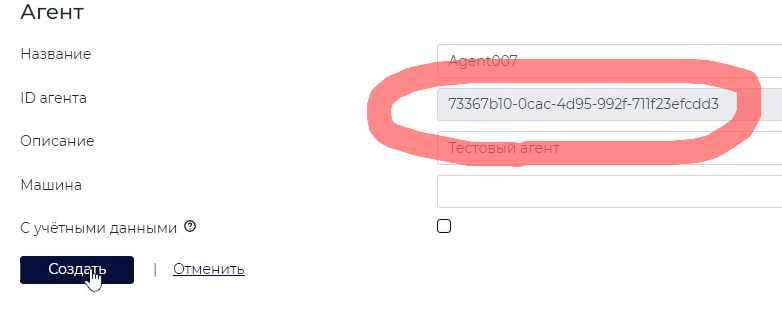 Агент
Название Agent007
ID агента 73367b10-0cac-4d95-992f-711f23efcdd3
Описание Тестовый агент
Машина
С учётными данными ?
Создать | Отменить